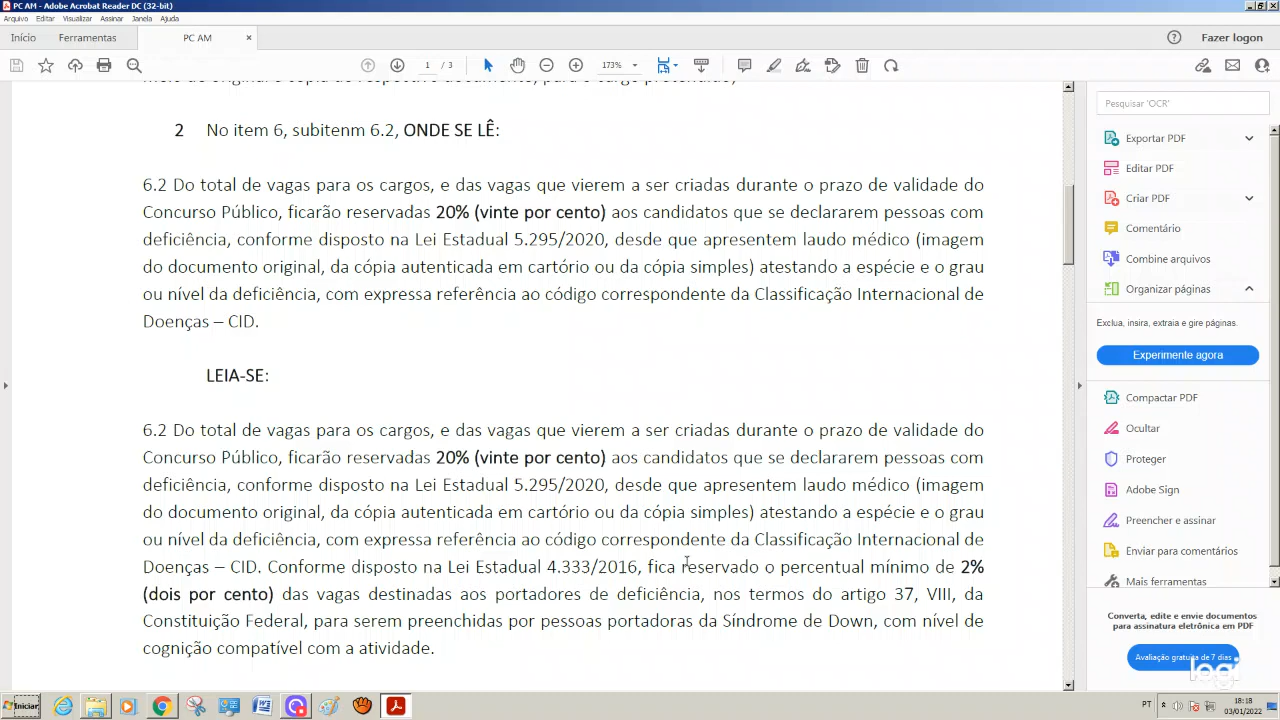 PC AM - Adobe Acrobat Reader DC (32-bit)
Arquivo Editar Visualizar Assinar Janela Ajuda
Início Ferramentas PC AM × Fazer logon
1 / 3 173%
2 No item 6, subitenm 6.2, ONDE SE LÊ:
6.2 Do total de vagas para os cargos, e das vagas que vierem a ser criadas durante o prazo de validade do
Concurso Público, ficarão reservadas 20% (vinte por cento) aos candidatos que se declararem pessoas com
deficiência, conforme disposto na Lei Estadual 5.295/2020, desde que apresentem laudo médico (imagem
do documento original, da cópia autenticada em cartório ou da cópia simples) atestando a espécie e o grau
ou nível da deficiência, com expressa referência ao código correspondente da Classificação Internacional de
Doenças – CID.
LEIA-SE:
6.2 Do total de vagas para os cargos, e das vagas que vierem a ser criadas durante o prazo de validade do
Concurso Público, ficarão reservadas 20% (vinte por cento) aos candidatos que se declararem pessoas com
deficiência, conforme disposto na Lei Estadual 5.295/2020, desde que apresentem laudo médico (imagem
do documento original, da cópia autenticada em cartório ou da cópia simples) atestando a espécie e o grau
ou nível da deficiência, com expressa referência ao código correspondente da Classificação Internacional de
Doenças – CID. Conforme disposto na Lei Estadual 4.333/2016, fica reservado o percentual mínimo de 2%
(dois por cento) das vagas destinadas aos portadores de deficiência, nos termos do artigo 37, VIII, da
Constituição Federal, para serem preenchidas por pessoas portadoras da Síndrome de Down, com nível de
cognição compatível com a atividade.
Pesquisar 'OCR'
Exportar PDF
Editar PDF
Criar PDF
Comentário
Combine arquivos
Organizar páginas
Exclua, insira, extraia e gire páginas.
Experimente agora
Compactar PDF
Ocultar
Proteger
Adobe Sign
Preencher e assinar
Enviar para comentários
Mais ferramentas
Converta, edite e envie documentos
para assinatura eletrônica em PDF
Avaliação gratuita de 7 dias
logi
Iniciar PT 18:18
03/01/2022